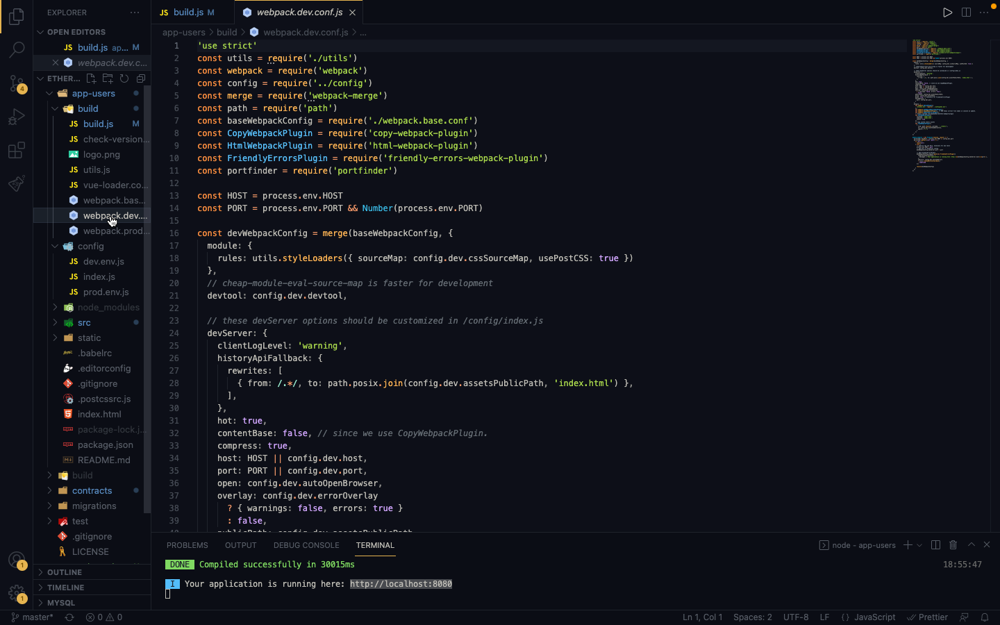 EXPLORER
OPEN EDITORS
JS build.js ap... M
webpack.dev.c...
ETHER...
app-users
build
JS build.js M
JS check-version...
logo.png
JS utils.js
JS vue-loader.co...
webpack.bas...
webpack.dev....
webpack.prod...
config
JS dev.env.js
JS index.js
JS prod.env.js
node_modules
src
static
.babelrc
.editorconfig
.gitignore
.postcssrc.js
index.html
package-lock.j...
package.json
README.md
build
contracts
migrations
test
.gitignore
LICENSE
OUTLINE
TIMELINE
MYSQL
4
1
1
JS build.js M
webpack.dev.conf.js
app-users > build > webpack.dev.conf.js > ...
1 'use strict'
2 const utils = require('./utils')
3 const webpack = require('webpack')
4 const config = require('../config')
5 const merge = require('webpack-merge')
6 const path = require('path')
7 const baseWebpackConfig = require('./webpack.base.conf')
8 const CopyWebpackPlugin = require('copy-webpack-plugin')
9 const HtmlWebpackPlugin = require('html-webpack-plugin')
10 const FriendlyErrorsPlugin = require('friendly-errors-webpack-plugin')
11 const portfinder = require('portfinder')
12
13 const HOST = process.env.HOST
14 const PORT = process.env.PORT && Number(process.env.PORT)
15
16 const devWebpackConfig = merge(baseWebpackConfig, {
17 module: {
18 rules: utils.styleLoaders({ sourceMap: config.dev.cssSourceMap, usePostCSS: true })
19 },
20 // cheap-module-eval-source-map is faster for development
21 devtool: config.dev.devtool,
22
23 // these devServer options should be customized in /config/index.js
24 devServer: {
25 clientLogLevel: 'warning',
26 historyApiFallback: {
27 rewrites: [
28 { from: /.*/, to: path.posix.join(config.dev.assetsPublicPath, 'index.html') },
29 ],
30 },
31 hot: true,
32 contentBase: false, // since we use CopyWebpackPlugin.
33 compress: true,
34 host: HOST || config.dev.host,
35 port: PORT || config.dev.port,
36 open: config.dev.autoOpenBrowser,
37 overlay: config.dev.errorOverlay
38 ? { warnings: false, errors: true }
39 : false,
40 publicPath: config.dev.assetsPublicPath,
PROBLEMS OUTPUT DEBUG CONSOLE TERMINAL
node - app-users
DONE Compiled successfully in 30015ms 18:55:47
I Your application is running here: http://localhost:8080
master* 0 0 Ln 1, Col 1 Spaces: 2 UTF-8 LF {} JavaScript Prettier